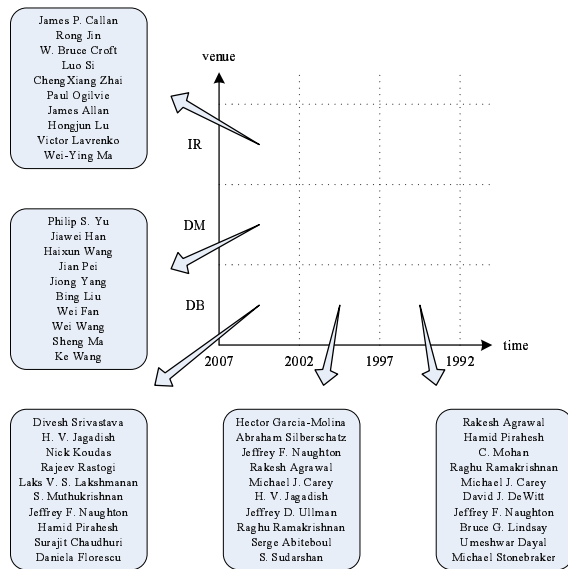 James P. Callan
Rong Jin
W. Bruce Croft
Luo Si
ChengXiang Zhai
Paul Ogilvie
James Allan
Hongjun Lu
Victor Lavrenko
Wei-Ying Ma
venue
IR
DM
DB
Philip S. Yu
Jiawei Han
Haixun Wang
Jian Pei
Jiong Yang
Bing Liu
Wei Fan
Wei Wang
Sheng Ma
Ke Wang
time
2007 2002 1997 1992
Divesh Srivastava
H. V. Jagadish
Nick Koudas
Rajeev Rastogi
Laks V. S. Lakshmanan
S. Muthukrishnan
Jeffrey F. Naughton
Hamid Pirahesh
Surajit Chaudhuri
Daniela Florescu
Hector Garcia-Molina
Abraham Silberschatz
Jeffrey F. Naughton
Rakesh Agrawal
Michael J. Carey
H. V. Jagadish
Jeffrey D. Ullman
Raghu Ramakrishnan
Serge Abiteboul
S. Sudarshan
Rakesh Agrawal
Hamid Pirahesh
C. Mohan
Raghu Ramakrishnan
Michael J. Carey
David J. DeWitt
Jeffrey F. Naughton
Bruce G. Lindsay
Umeshwar Dayal
Michael Stonebraker